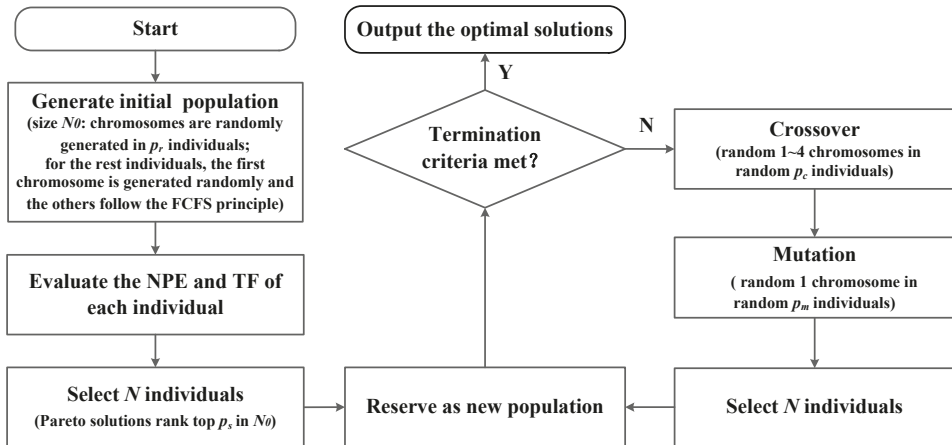 Start
Generate initial population
(size N0: chromosomes are randomly
generated in pr individuals;
for the rest individuals, the first
chromosome is generated randomly and
the others follow the FCFS principle)
Evaluate the NPE and TF of
each individual
Select N individuals
(Pareto solutions rank top ps in N0)
Reserve as new population
Termination
criteria met?
Y
Output the optimal solutions
N
Crossover
(random 1~4 chromosomes in
random pc individuals)
Mutation
( random 1 chromosome in
random pm individuals)
Select N individuals